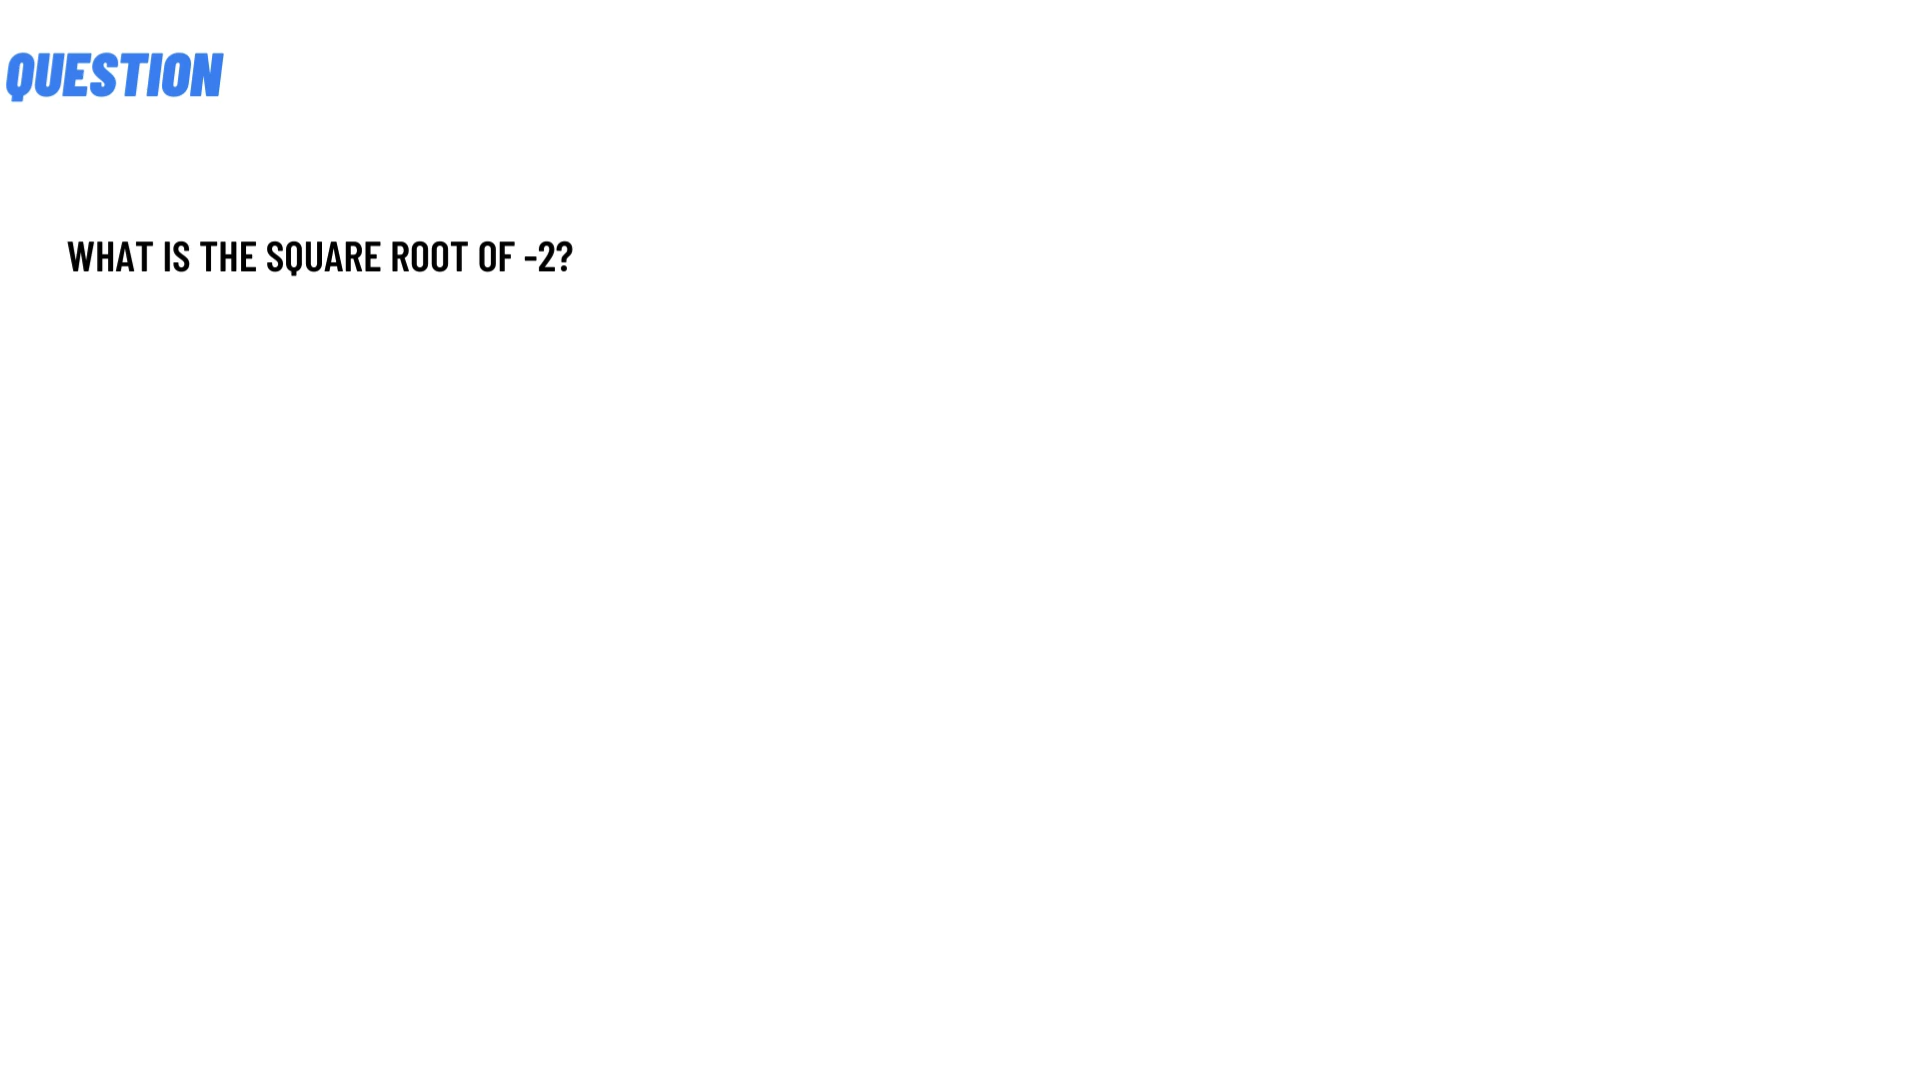 QUESTION
WHAT IS THE SQUARE ROOT OF -2?